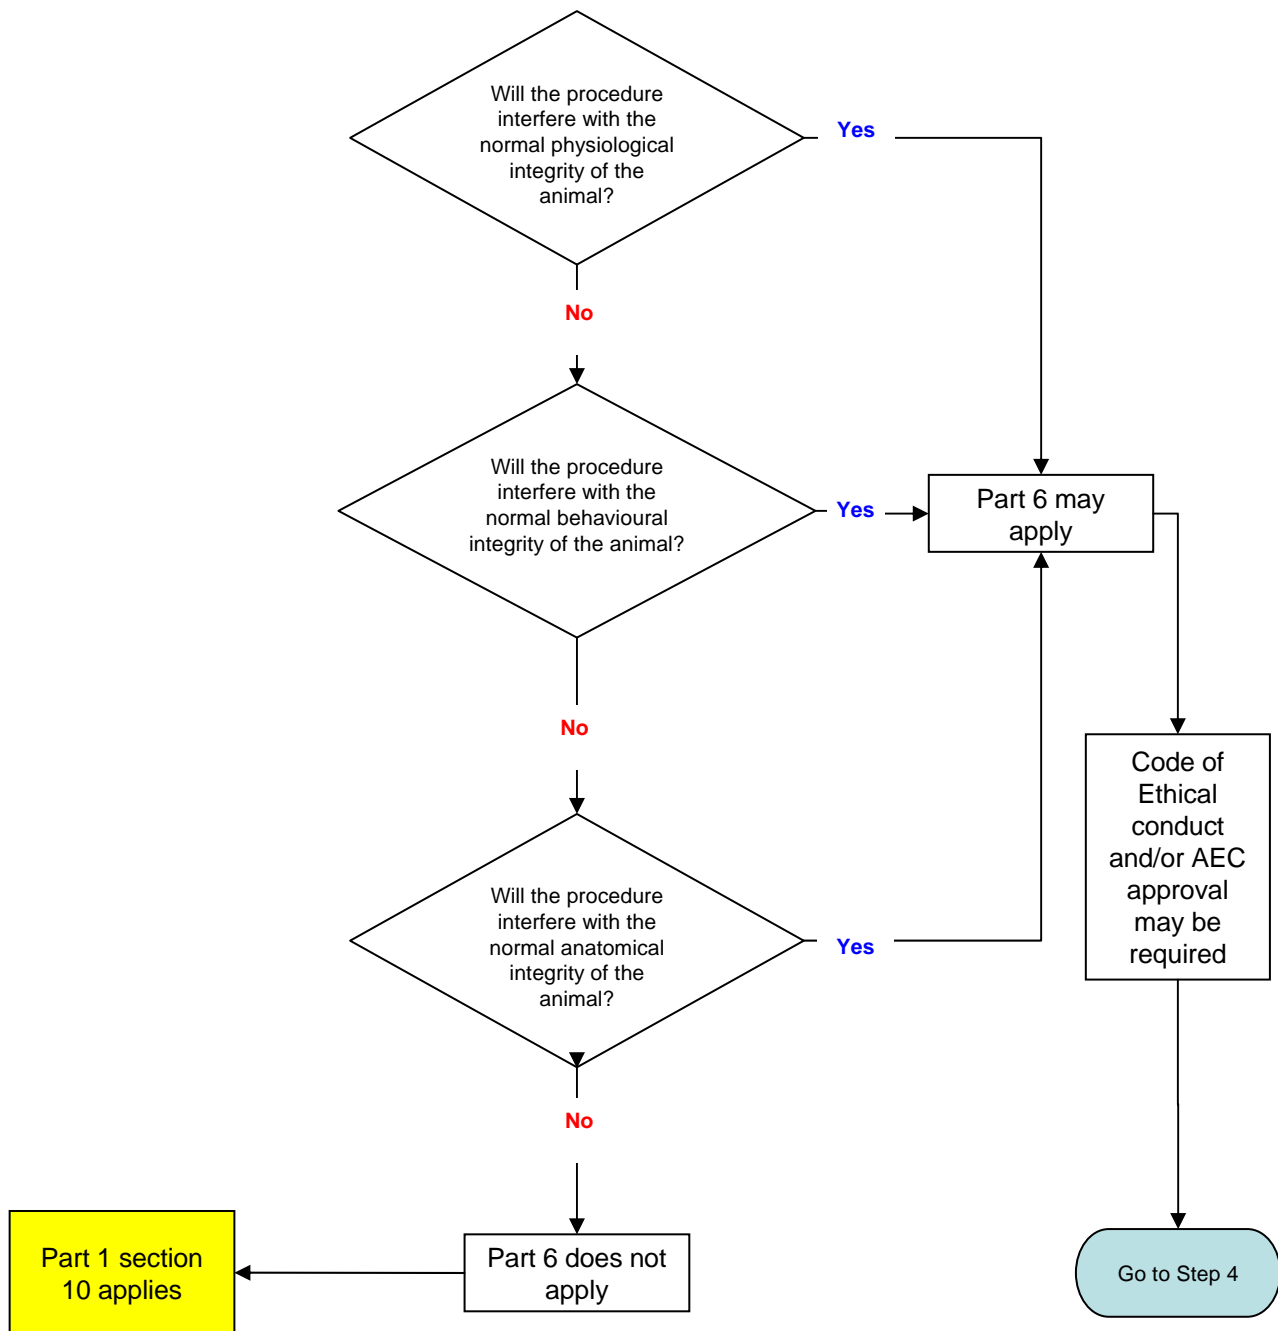 Will the procedure
interfere with the
normal physiological
integrity of the
animal?
Yes
No
Will the procedure
interfere with the
normal behavioural
integrity of the animal?
Yes
Part 6 may
apply
No
Code of
Ethical
conduct
and/or AEC
approval
may be
required
Will the procedure
interfere with the
normal anatomical
integrity of the
animal?
Yes
No
Part 1 section
10 applies
Part 6 does not
apply
Go to Step 4